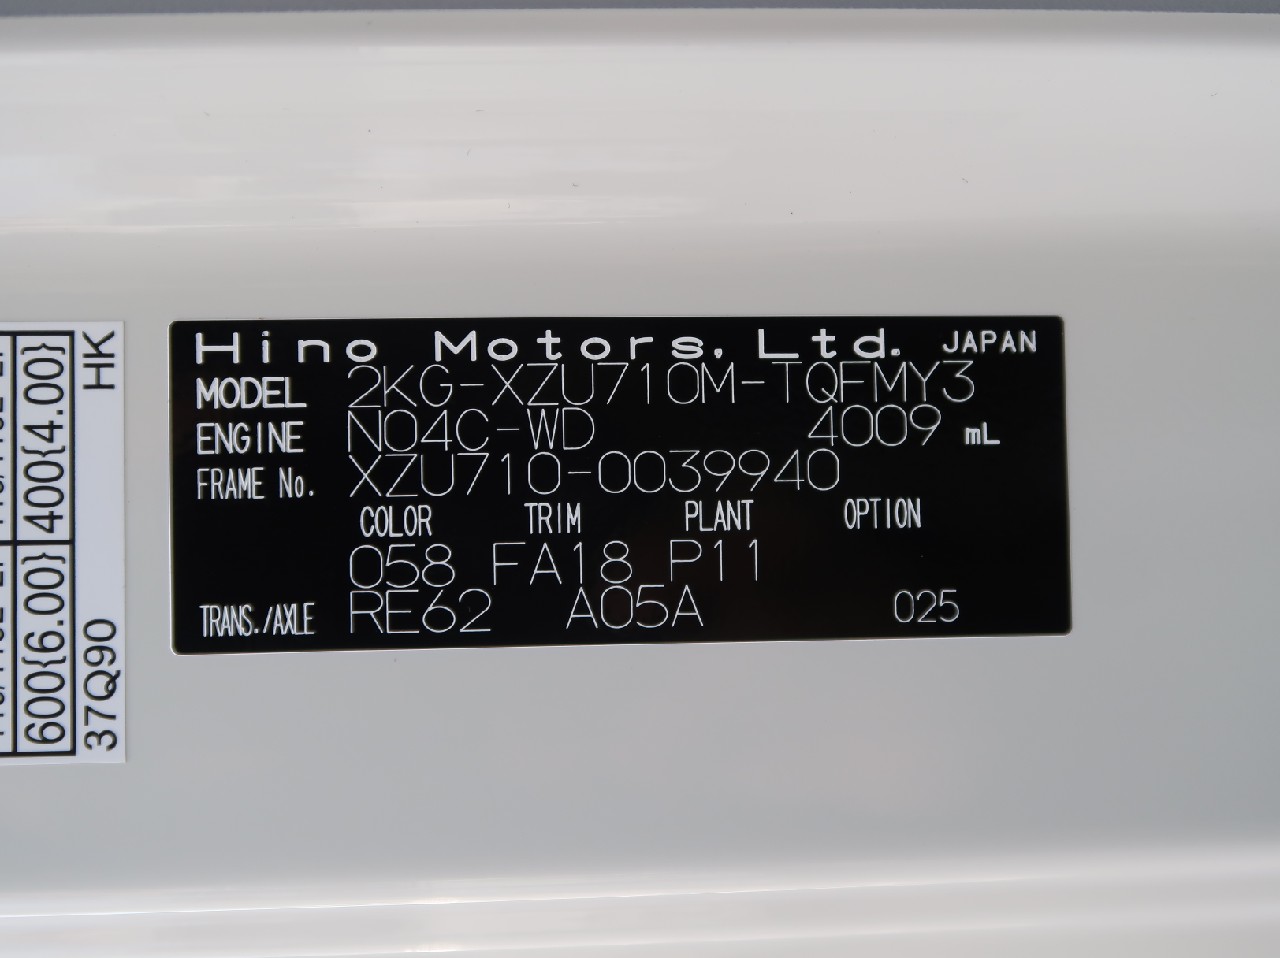 Hino Motors, Ltd. JAPAN
MODEL 2KG-XZU710M-TQFMY3
ENGINE N04C-WD 4009 mL
FRAME No. XZU710-0039940
COLOR TRIM PLANT OPTION
058 FA18 P11
TRANS./AXLE RE62 A05A 025
600{6.00} 400{4.00}
37Q90 HK